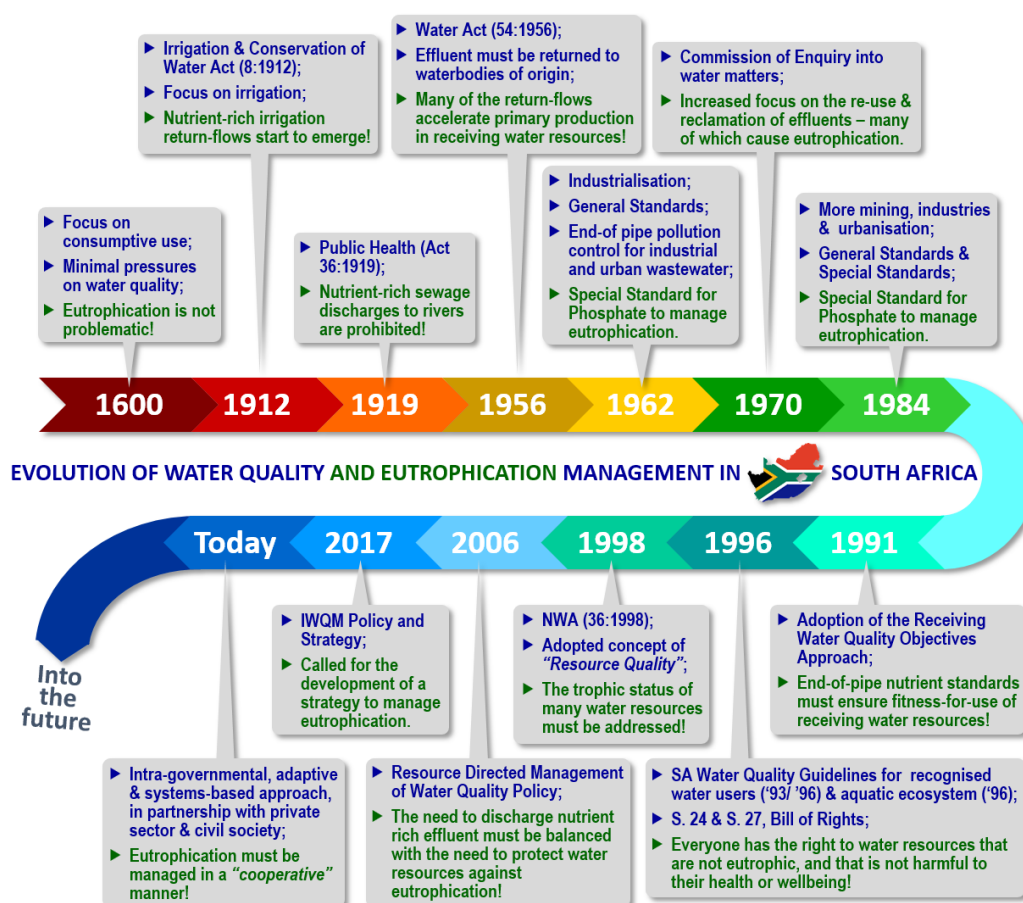 ► Irrigation & Conservation of
Water Act (8:1912);
► Focus on irrigation;
► Nutrient-rich irrigation
return-flows start to emerge!
► Water Act (54:1956);
► Effluent must be returned to
waterbodies of origin;
► Many of the return-flows
accelerate primary production
in receiving water resources!
► Commission of Enquiry into
water matters;
► Increased focus on the re-use &
reclamation of effluents – many
of which cause eutrophication.
► Focus on
consumptive use;
► Minimal pressures
on water quality;
► Eutrophication is not
problematic!
► Public Health (Act
36:1919);
► Nutrient-rich sewage
discharges to rivers
are prohibited!
► Industrialisation;
► General Standards;
► End-of pipe pollution
control for industrial
and urban wastewater;
► Special Standard for
Phosphate to manage
eutrophication.
► More mining, industries
& urbanisation;
► General Standards &
Special Standards;
► Special Standard for
Phosphate to manage
eutrophication.
1600 1912 1919 1956 1962 1970 1984
EVOLUTION OF WATER QUALITY AND EUTROPHICATION MANAGEMENT IN SOUTH AFRICA
Today 2017 2006 1998 1996 1991
Into
the
future
► IWQM Policy and
Strategy;
► Called for the
development of a
strategy to manage
eutrophication.
► NWA (36:1998);
► Adopted concept of
“Resource Quality”;
► The trophic status of
many water resources
must be addressed!
► Adoption of the Receiving
Water Quality Objectives
Approach;
► End-of-pipe nutrient standards
must ensure fitness-for-use of
receiving water resources!
► Intra-governmental, adaptive
& systems-based approach,
in partnership with private
sector & civil society;
► Eutrophication must be
managed in a “cooperative”
manner!
► Resource Directed Management
of Water Quality Policy;
► The need to discharge nutrient
rich effluent must be balanced
with the need to protect water
resources against
eutrophication!
► SA Water Quality Guidelines for recognised
water users (‘93/ ’96) & aquatic ecosystem (‘96);
► S. 24 & S. 27, Bill of Rights;
► Everyone has the right to water resources that
are not eutrophic, and that is not harmful to
their health or wellbeing!